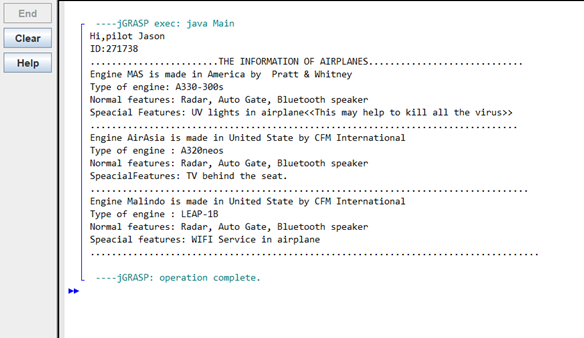 End
Clear
Help
----jGRASP exec: java Main
Hi,pilot Jason
ID:271738
........................THE INFORMATION OF AIRPLANES.............................
Engine MAS is made in America by  Pratt & Whitney
Type of engine: A330-300s
Normal features: Radar, Auto Gate, Bluetooth speaker
Speacial Features: UV lights in airplane<<This may help to kill all the virus>>
................................................................................
Engine AirAsia is made in United State by CFM International
Type of engine : A320neos
Normal features: Radar, Auto Gate, Bluetooth speaker
SpeacialFeatures: TV behind the seat.
..................................................................................
Engine Malindo is made in United State by CFM International
Type of engine : LEAP-1B
Normal features: Radar, Auto Gate, Bluetooth speaker
Speacial features: WIFI Service in airplane
....................................................................................
----jGRASP: operation complete.